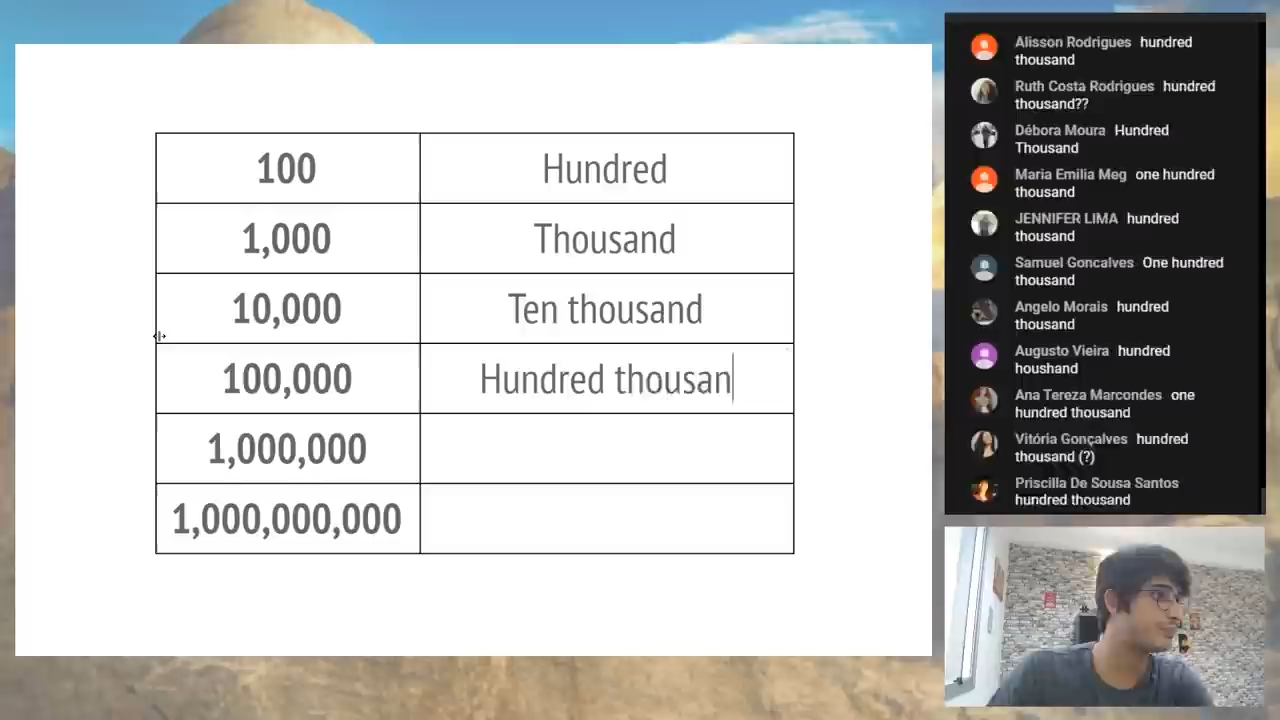 100 Hundred
1,000 Thousand
10,000 Ten thousand
100,000 Hundred thousan
1,000,000
1,000,000,000
Alisson Rodrigues hundred
thousand
Ruth Costa Rodrigues hundred
thousand??
Débora Moura Hundred
Thousand
Maria Emilia Meg one hundred
thousand
JENNIFER LIMA hundred
thousand
Samuel Goncalves One hundred
thousand
Angelo Morais hundred
thousand
Augusto Vieira hundred
houshand
Ana Tereza Marcondes one
hundred thousand
Vitória Gonçalves hundred
thousand (?)
Priscilla De Sousa Santos
hundred thousand